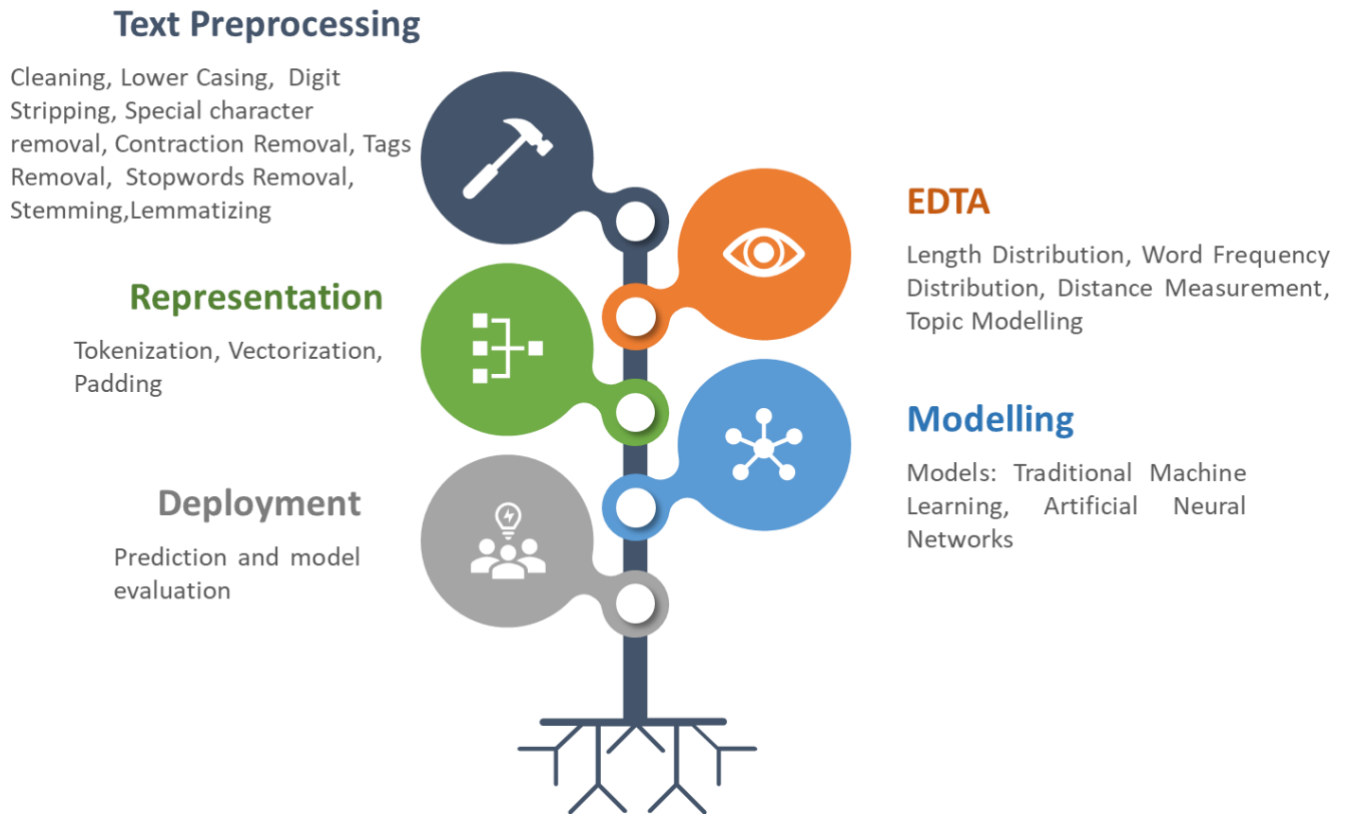 Text Preprocessing
Cleaning, Lower Casing, Digit
Stripping, Special character
removal, Contraction Removal, Tags
Removal, Stopwords Removal,
Stemming,Lemmatizing
EDTA
Length Distribution, Word Frequency
Distribution, Distance Measurement,
Topic Modelling
Representation
Tokenization, Vectorization,
Padding
Modelling
Models: Traditional Machine
Learning, Artificial Neural
Networks
Deployment
Prediction and model
evaluation